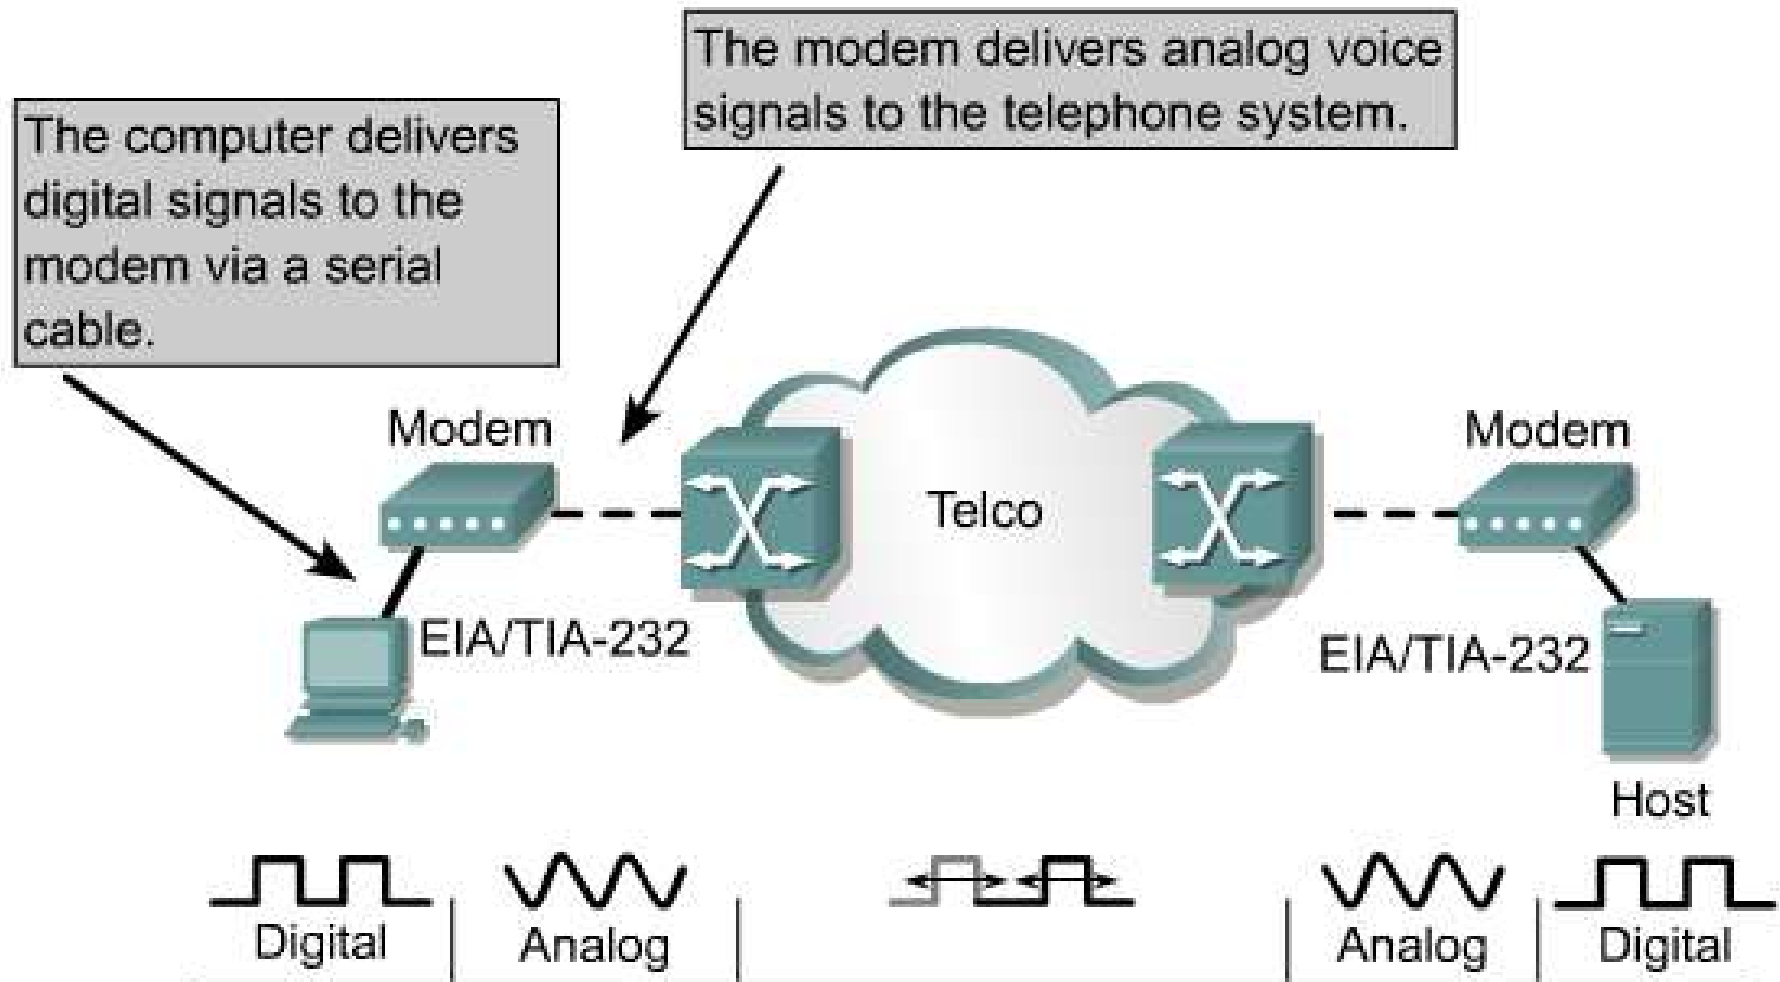 The modem delivers analog voice
signals to the telephone system.
The computer delivers
digital signals to the
modem via a serial
cable.
Modem
Modem
Telco
EIA/TIA-232
EIA/TIA-232
Host
Digital
Analog
Analog
Digital